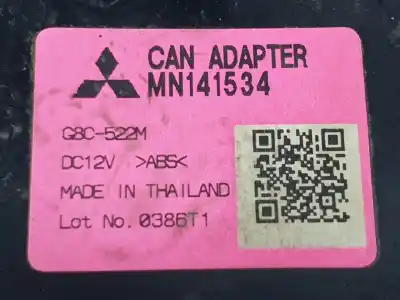 CAN ADAPTER
MN141534
G8C-522M
DC12V >ABS<
MADE IN THAILAND
Lot No. 0386T1